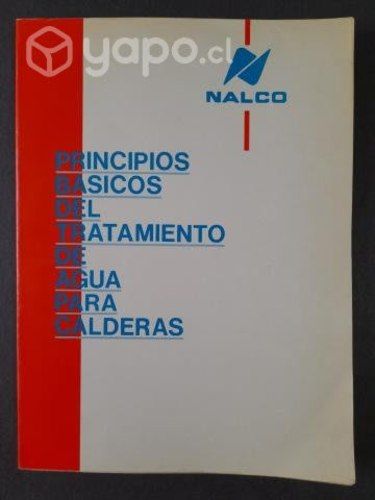 yapo.cl
NALCO
PRINCIPIOS
BASICOS
DEL
TRATAMIENTO
DE
AGUA
PARA
CALDERAS